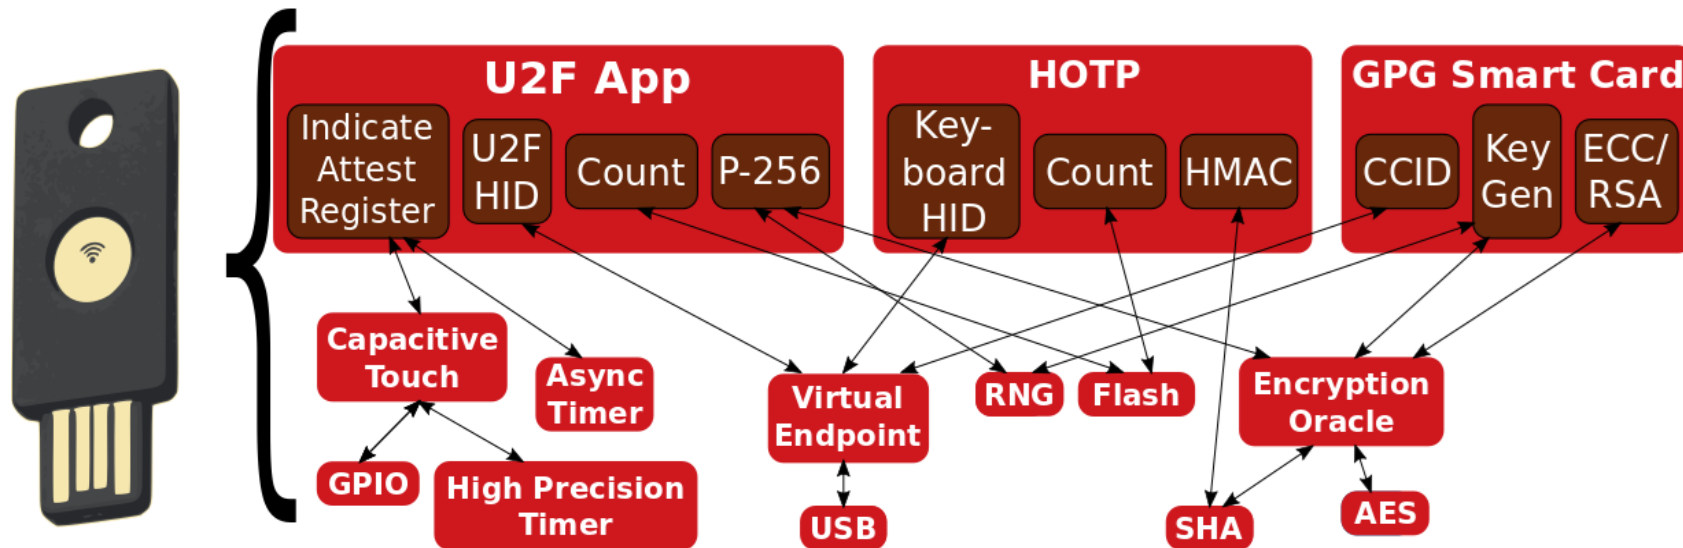 U2F App
HOTP
GPG Smart Card
Indicate
Attest
Register
U2F
HID
Count
P-256
Key-
board
HID
Count
HMAC
CCID
Key
Gen
ECC/
RSA
Capacitive
Touch
Async
Timer
Virtual
Endpoint
RNG
Flash
Encryption
Oracle
GPIO
High Precision
Timer
USB
SHA
AES